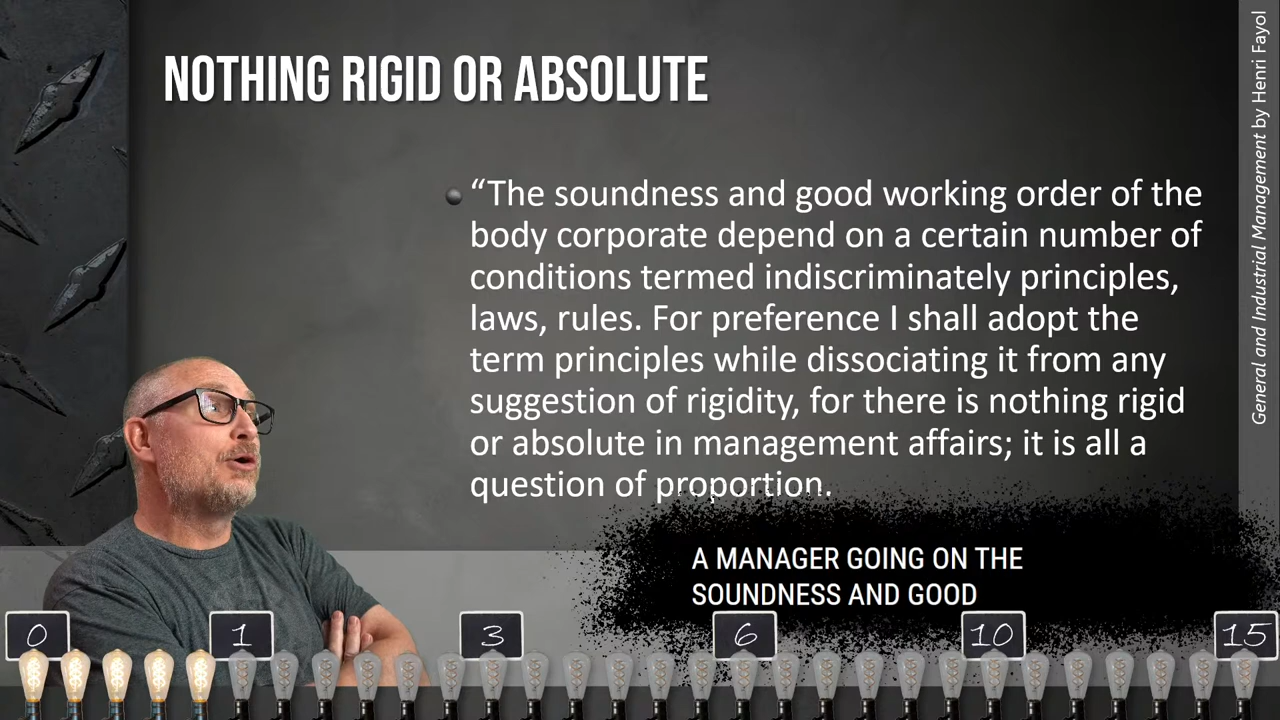 NOTHING RIGID OR ABSOLUTE
“The soundness and good working order of the
body corporate depend on a certain number of
conditions termed indiscriminately principles,
laws, rules. For preference I shall adopt the
term principles while dissociating it from any
suggestion of rigidity, for there is nothing rigid
or absolute in management affairs; it is all a
question of proportion.
General and Industrial Management by Henri Fayol
A MANAGER GOING ON THE
SOUNDNESS AND GOOD
0 1 3 6 10 15